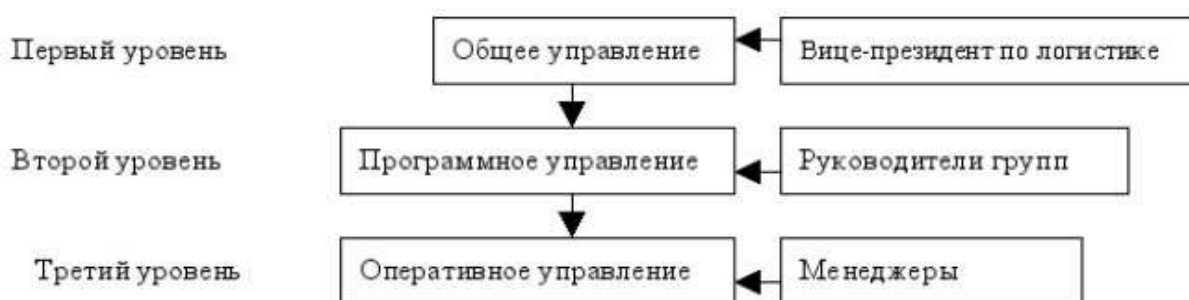 Первый уровень
Общее управление
Вице-президент по логистике
Второй уровень
Программное управление
Руководители групп
Третий уровень
Оперативное управление
Менеджеры